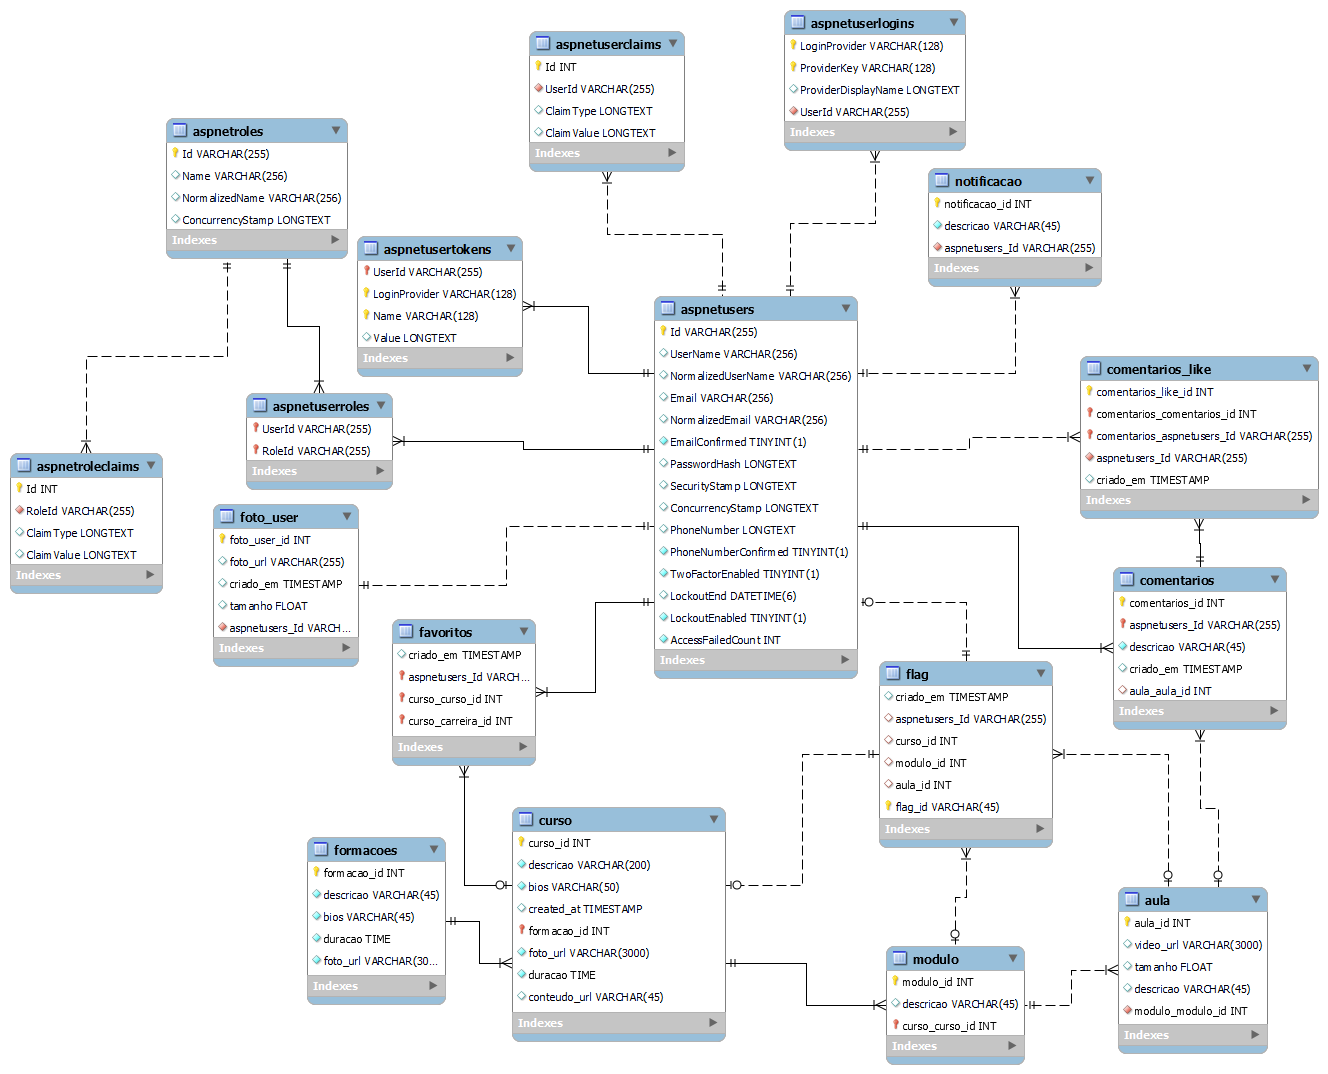 aspnetuserlogins
LoginProvider VARCHAR(128)
ProviderKey VARCHAR(128)
ProviderDisplayName LONGTEXT
UserId VARCHAR(255)
Indexes
aspnetuserclaims
Id INT
UserId VARCHAR(255)
ClaimType LONGTEXT
ClaimValue LONGTEXT
Indexes
aspnetroles
Id VARCHAR(255)
Name VARCHAR(256)
NormalizedName VARCHAR(256)
ConcurrencyStamp LONGTEXT
Indexes
notificacao
notificacao_id INT
descricao VARCHAR(45)
aspnetusers_Id VARCHAR(255)
Indexes
aspnetusertokens
UserId VARCHAR(255)
LoginProvider VARCHAR(128)
Name VARCHAR(128)
Value LONGTEXT
Indexes
aspnetusers
Id VARCHAR(255)
UserName VARCHAR(256)
NormalizedUserName VARCHAR(256)
Email VARCHAR(256)
NormalizedEmail VARCHAR(256)
EmailConfirmed TINYINT(1)
PasswordHash LONGTEXT
SecurityStamp LONGTEXT
ConcurrencyStamp LONGTEXT
PhoneNumber LONGTEXT
PhoneNumberConfirmed TINYINT(1)
TwoFactorEnabled TINYINT(1)
LockoutEnd DATETIME(6)
LockoutEnabled TINYINT(1)
AccessFailedCount INT
Indexes
comentarios_like
comentarios_like_id INT
comentarios_comentarios_id INT
comentarios_aspnetusers_Id VARCHAR(255)
aspnetusers_Id VARCHAR(255)
criado_em TIMESTAMP
Indexes
aspnetuserroles
UserId VARCHAR(255)
RoleId VARCHAR(255)
Indexes
aspnetroleclaims
Id INT
RoleId VARCHAR(255)
ClaimType LONGTEXT
ClaimValue LONGTEXT
Indexes
foto_user
foto_user_id INT
foto_url VARCHAR(255)
criado_em TIMESTAMP
tamanho FLOAT
aspnetusers_Id VARCH...
Indexes
comentarios
comentarios_id INT
aspnetusers_Id VARCHAR(255)
descricao VARCHAR(45)
criado_em TIMESTAMP
aula_aula_id INT
Indexes
favoritos
criado_em TIMESTAMP
aspnetusers_Id VARCH...
curso_curso_id INT
curso_carreira_id INT
Indexes
flag
criado_em TIMESTAMP
aspnetusers_Id VARCHAR(255)
curso_id INT
modulo_id INT
aula_id INT
flag_id VARCHAR(45)
Indexes
curso
curso_id INT
descricao VARCHAR(200)
bios VARCHAR(50)
created_at TIMESTAMP
formacao_id INT
foto_url VARCHAR(3000)
duracao TIME
conteudo_url VARCHAR(45)
Indexes
formacoes
formacao_id INT
descricao VARCHAR(45)
bios VARCHAR(45)
duracao TIME
foto_url VARCHAR(30...
Indexes
aula
aula_id INT
video_url VARCHAR(3000)
tamanho FLOAT
descricao VARCHAR(45)
modulo_modulo_id INT
Indexes
modulo
modulo_id INT
descricao VARCHAR(45)
curso_curso_id INT
Indexes